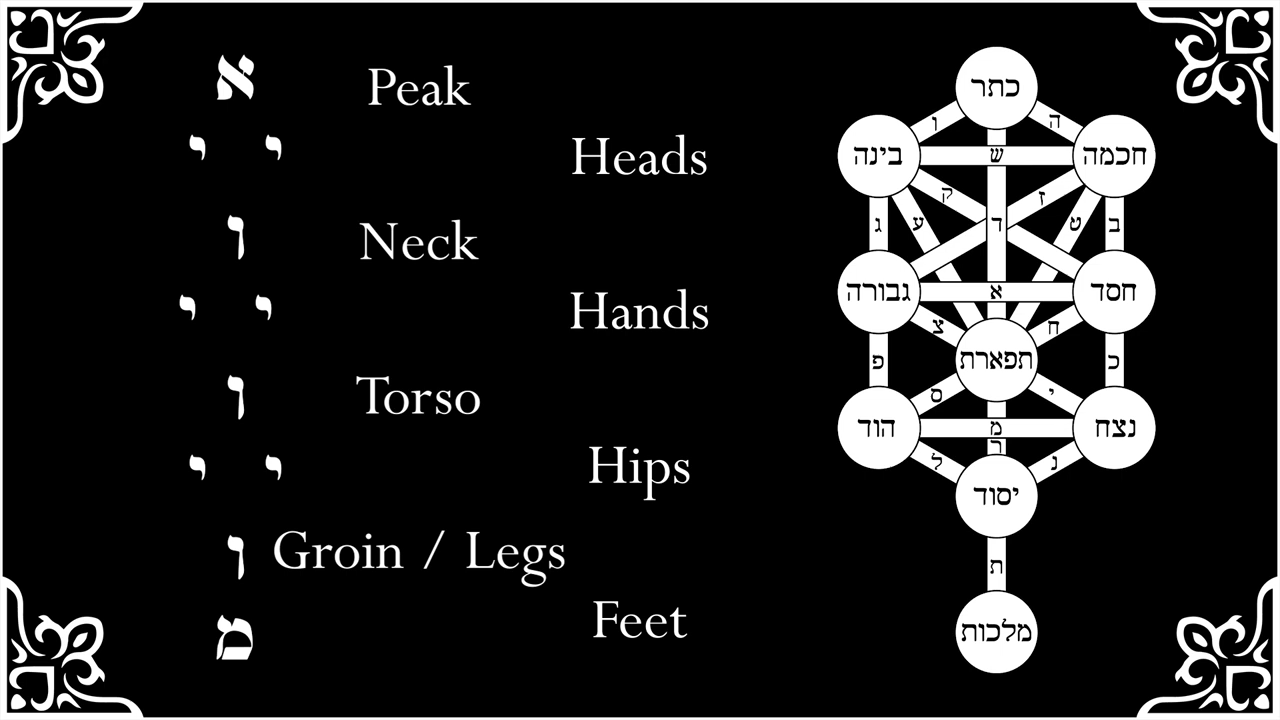 א Peak
י י Heads
ו Neck
י י Hands
ו Torso
י י Hips
ו Groin / Legs
מ Feet
כתר
ו ה
בינה ש חכמה
ק ז
ג ע ד ט ב
גבורה א חסד
צ ח
פ תפארת כ
ס י
הוד מ נצח
ר
ל נ
יסוד
ת
מלכות